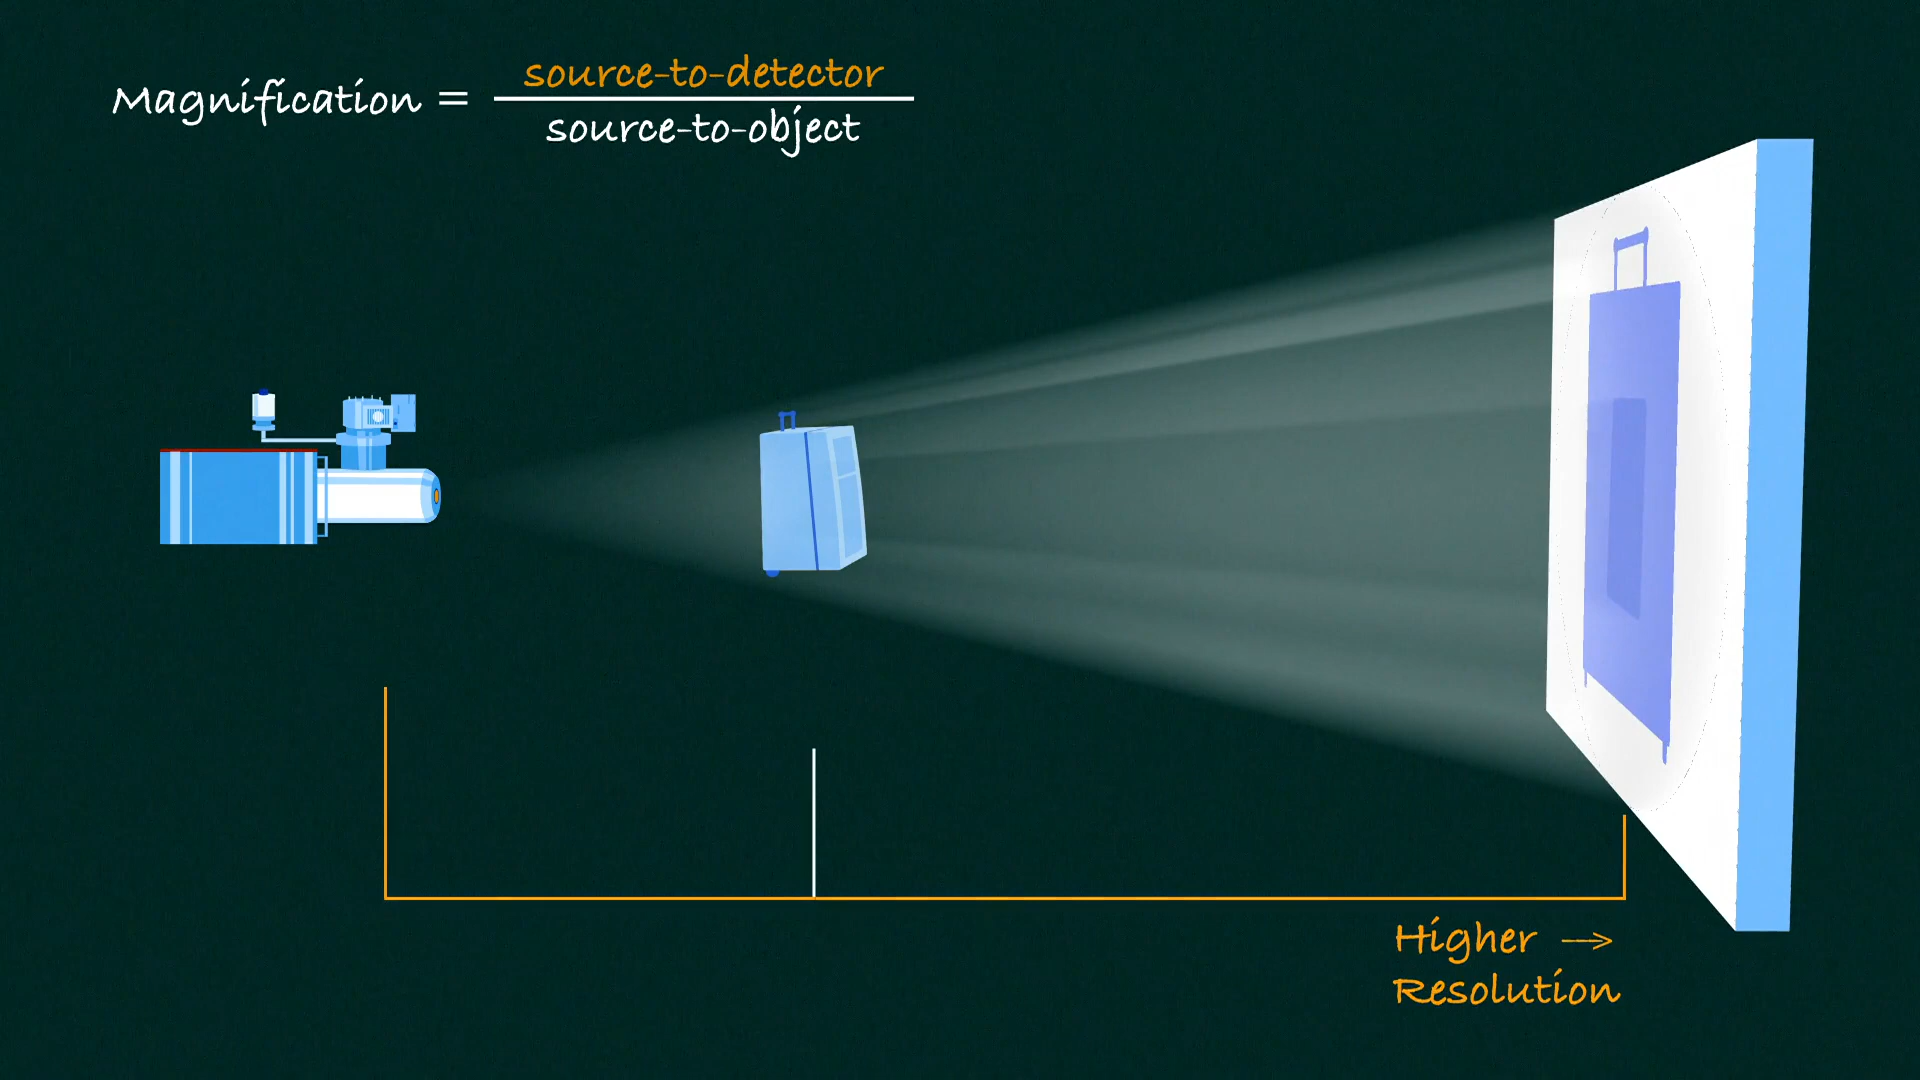 Magnification = source-to-detector
source-to-object
Higher →
Resolution